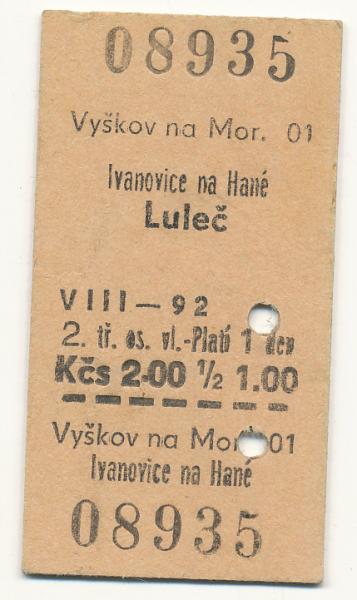 08935
Vyškov na Mor. 01
Ivanovice na Hané
Luleč
VIII — 92
2. tř. os. vl.-Platí 1 den
Kčs 2·00 ½ 1.00
Vyškov na Mor. 01
Ivanovice na Hané
08935